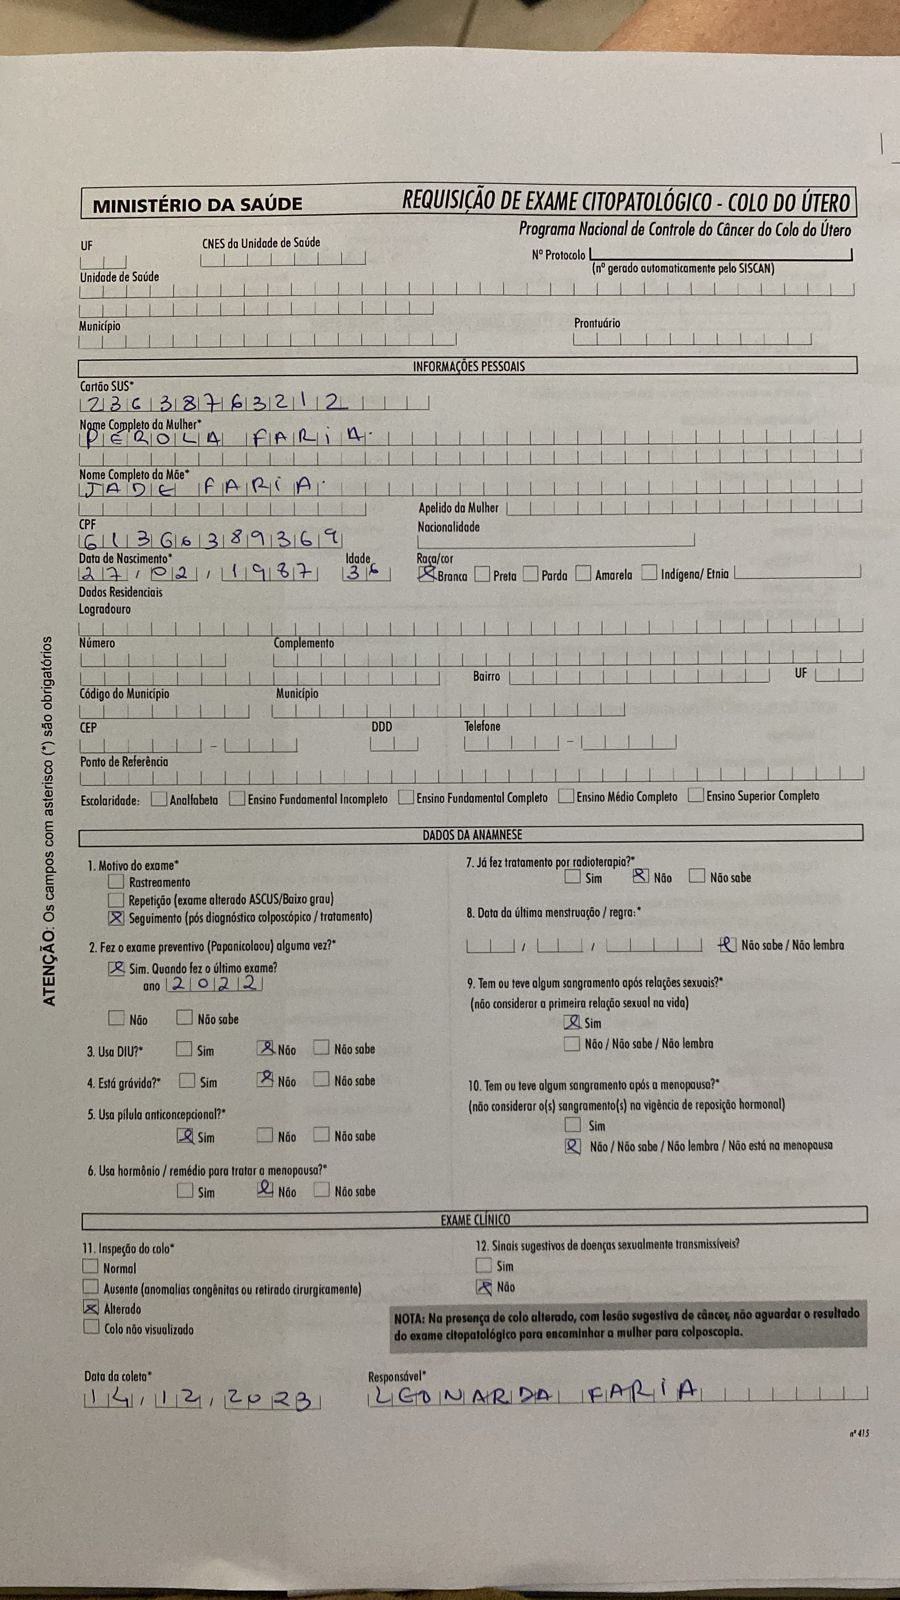 MINISTÉRIO DA SAÚDE REQUISIÇÃO DE EXAME CITOPATOLÓGICO - COLO DO ÚTERO
Programa Nacional de Controle do Câncer do Colo do Útero
UF CNES da Unidade de Saúde
Nº Protocolo
(nº gerado automaticamente pelo SISCAN)
Unidade de Saúde
Município Prontuário
INFORMAÇÕES PESSOAIS
Cartão SUS*
23638763212
Nome Completo da Mulher*
PEROLA FARIA
Nome Completo da Mãe*
JADE FARIA
Apelido da Mulher
CPF Nacionalidade
61366389369
Data de Nascimento* Idade Raça/cor
27/02/1987 36 Branca Preta Parda Amarela Indígena/ Etnia
Dados Residenciais
Logradouro
Número Complemento
Bairro UF
Código do Município Município
CEP DDD Telefone
Ponto de Referência
Escolaridade: Analfabeta Ensino Fundamental Incompleto Ensino Fundamental Completo Ensino Médio Completo Ensino Superior Completo
ATENÇÃO: Os campos com asterisco (*) são obrigatórios
DADOS DA ANAMNESE
1. Motivo do exame*
Rastreamento
Repetição (exame alterado ASCUS/Baixo grau)
Seguimento (pós diagnóstico colposcópico / tratamento)
2. Fez o exame preventivo (Papanicolaou) alguma vez?*
Sim. Quando fez o último exame?
ano 2022
Não Não sabe
3. Usa DIU?* Sim Não Não sabe
4. Está grávida?* Sim Não Não sabe
5. Usa pílula anticoncepcional?*
Sim Não Não sabe
6. Usa hormônio / remédio para tratar a menopausa?*
Sim Não Não sabe
7. Já fez tratamento por radioterapia?*
Sim Não Não sabe
8. Data da última menstruação / regra:*
/ / Não sabe / Não lembra
9. Tem ou teve algum sangramento após relações sexuais?*
(não considerar a primeira relação sexual na vida)
Sim
Não / Não sabe / Não lembra
10. Tem ou teve algum sangramento após a menopausa?*
(não considerar o(s) sangramento(s) na vigência de reposição hormonal)
Sim
Não / Não sabe / Não lembra / Não está na menopausa
EXAME CLÍNICO
11. Inspeção do colo*
Normal
Ausente (anomalias congênitas ou retirado cirurgicamente)
Alterado
Colo não visualizado
12. Sinais sugestivos de doenças sexualmente transmissíveis?
Sim
Não
NOTA: Na presença de colo alterado, com lesão sugestiva de câncer, não aguardar o resultado
do exame citopatológico para encaminhar a mulher para colposcopia.
Data da coleta* Responsável*
14/12/2023 LEONARDA FARIA
nº 415